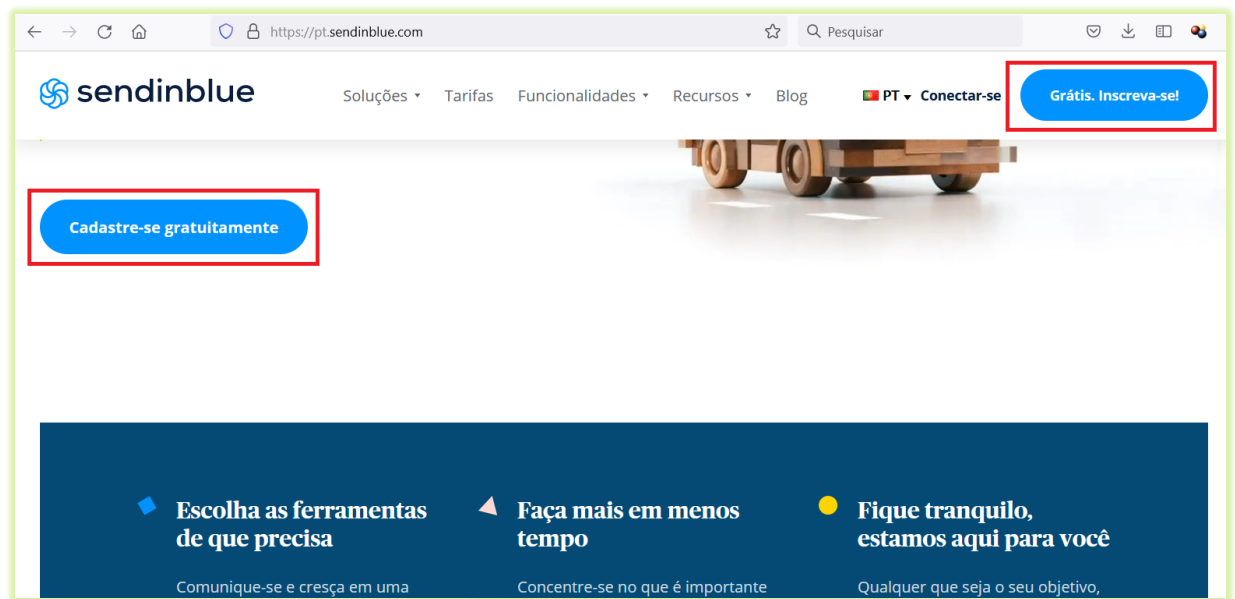 https://pt.sendinblue.com
Pesquisar
sendinblue
Soluções
Tarifas
Funcionalidades
Recursos
Blog
PT
Conectar-se
Grátis. Inscreva-se!
Cadastre-se gratuitamente
Escolha as ferramentas
de que precisa
Comunique-se e cresça em uma
Faça mais em menos
tempo
Concentre-se no que é importante
Fique tranquilo,
estamos aqui para você
Qualquer que seja o seu objetivo,